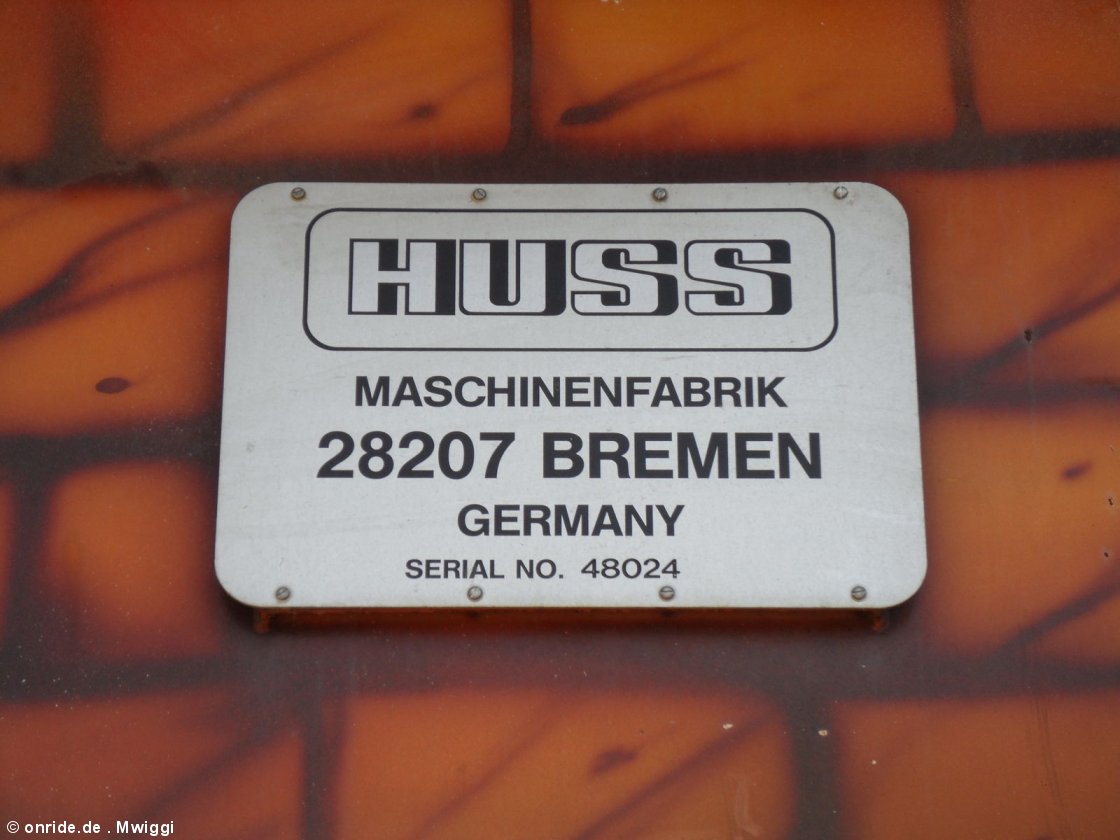 HUSS
MASCHINENFABRIK
28207 BREMEN
GERMANY
SERIAL NO. 48024
© onride.de . Mwiggi